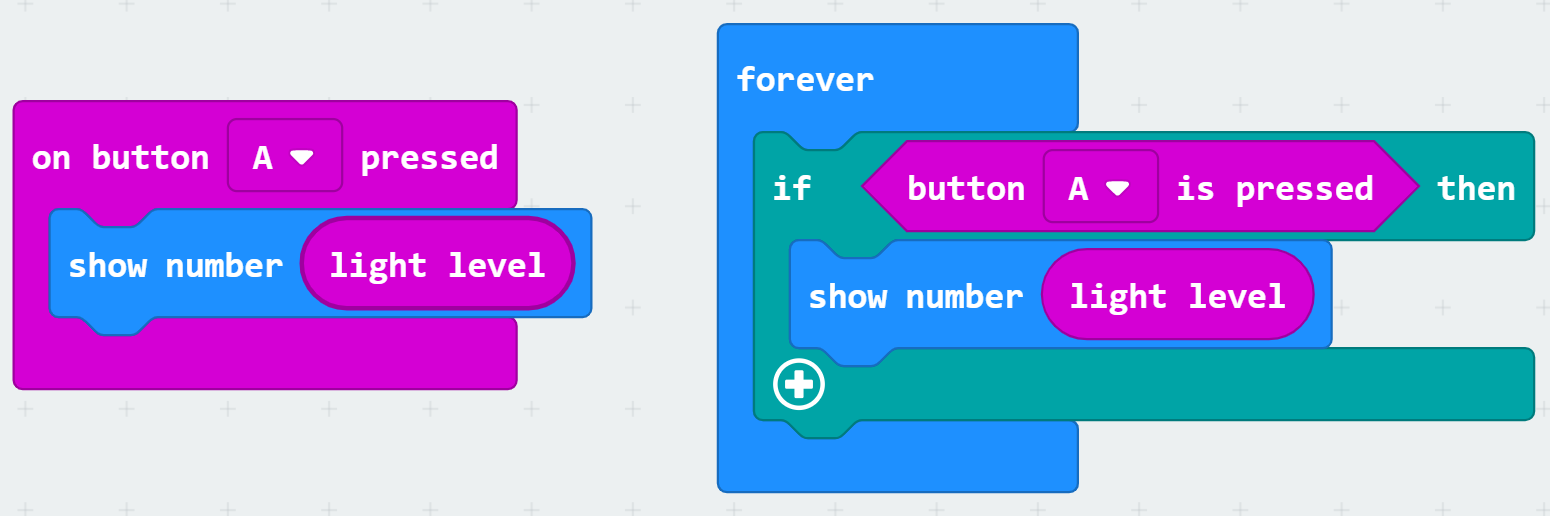 on button A pressed
show number light level
forever
if button A is pressed then
show number light level